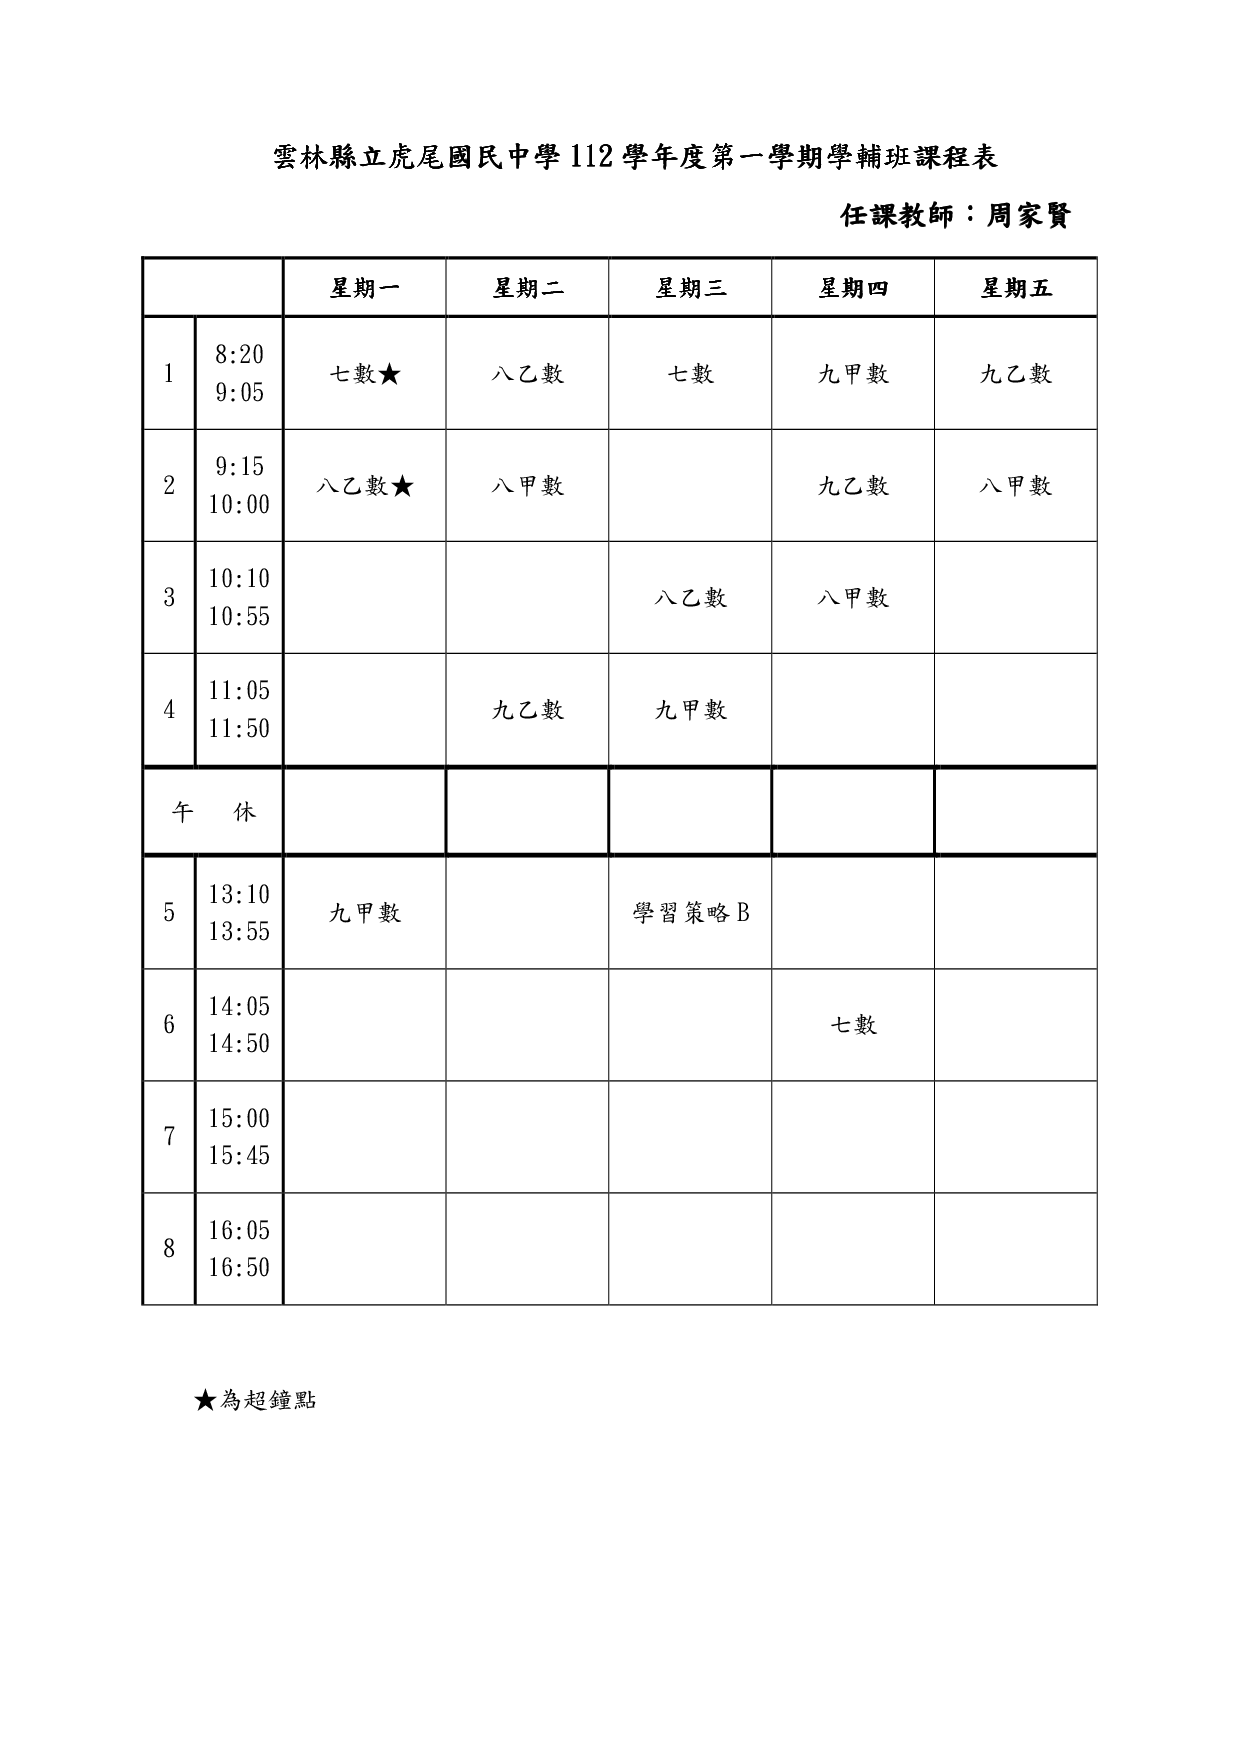 雲林縣立虎尾國民中學 112 學年度第一學期學輔班課程表
任課教師：周家賢
星期一 星期二 星期三 星期四 星期五
1 8:20 9:05 七數★ 八乙數 七數 九甲數 九乙數
2 9:15 10:00 八乙數★ 八甲數 九乙數 八甲數
3 10:10 10:55 八乙數 八甲數
4 11:05 11:50 九乙數 九甲數
午 休
5 13:10 13:55 九甲數 學習策略 B
6 14:05 14:50 七數
7 15:00 15:45
8 16:05 16:50
★為超鐘點